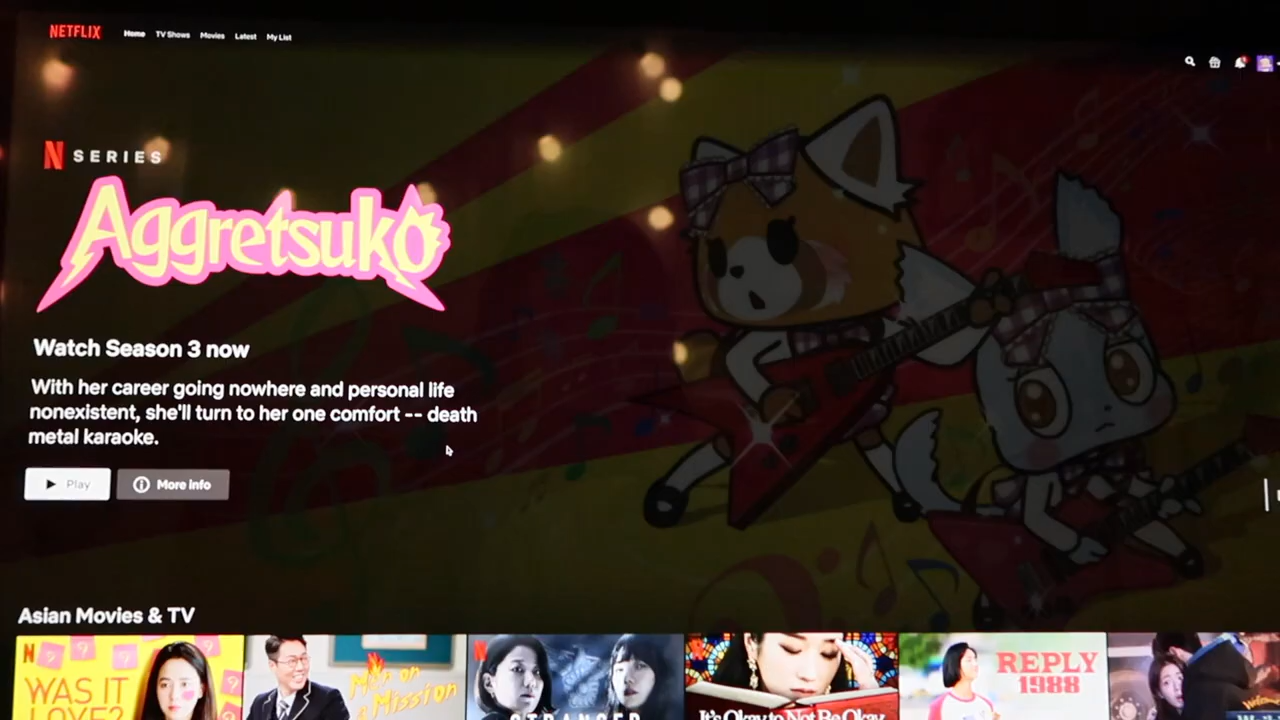 NETFLIX
Home TV Shows Movies Latest My List
N SERIES
Aggretsuko
Watch Season 3 now
With her career going nowhere and personal life
nonexistent, she'll turn to her one comfort -- death
metal karaoke.
Play
More Info
Asian Movies & TV
N
WAS IT
LOVE?
Men on
a Mission
N
STRANGER
It's Okay to Not Be Okay
REPLY
1988